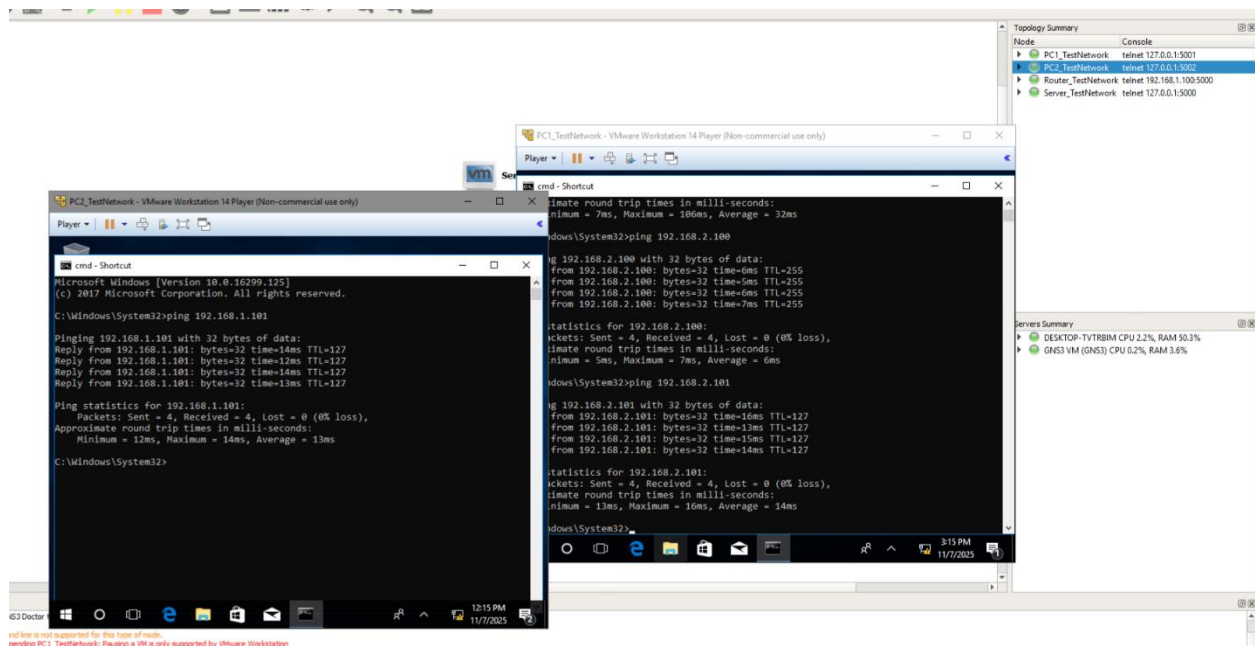 Topology Summary
Node Console
PC1_TestNetwork telnet 127.0.0.1:5001
PC2_TestNetwork telnet 127.0.0.1:5002
Router_TestNetwork telnet 192.168.1.100:5000
Server_TestNetwork telnet 127.0.0.1:5000
PC1_TestNetwork - VMware Workstation 14 Player (Non-commercial use only)
Player
vm Ser
cmd - Shortcut
imate round trip times in milli-seconds:
nimum = 7ms, Maximum = 106ms, Average = 32ms
ndows\System32>ping 192.168.2.100
ng 192.168.2.100 with 32 bytes of data:
from 192.168.2.100: bytes=32 time=6ms TTL=255
from 192.168.2.100: bytes=32 time=5ms TTL=255
from 192.168.2.100: bytes=32 time=6ms TTL=255
from 192.168.2.100: bytes=32 time=7ms TTL=255
statistics for 192.168.2.100:
ackets: Sent = 4, Received = 4, Lost = 0 (0% loss),
imate round trip times in milli-seconds:
nimum = 5ms, Maximum = 7ms, Average = 6ms
ndows\System32>ping 192.168.2.101
ng 192.168.2.101 with 32 bytes of data:
from 192.168.2.101: bytes=32 time=16ms TTL=127
from 192.168.2.101: bytes=32 time=13ms TTL=127
from 192.168.2.101: bytes=32 time=15ms TTL=127
from 192.168.2.101: bytes=32 time=14ms TTL=127
statistics for 192.168.2.101:
ackets: Sent = 4, Received = 4, Lost = 0 (0% loss),
imate round trip times in milli-seconds:
nimum = 13ms, Maximum = 16ms, Average = 14ms
ndows\System32>
3:15 PM
11/7/2025
1
PC2_TestNetwork - VMware Workstation 14 Player (Non-commercial use only)
Player
cmd - Shortcut
Microsoft Windows [Version 10.0.16299.125]
(c) 2017 Microsoft Corporation. All rights reserved.
C:\Windows\System32>ping 192.168.1.101
Pinging 192.168.1.101 with 32 bytes of data:
Reply from 192.168.1.101: bytes=32 time=14ms TTL=127
Reply from 192.168.1.101: bytes=32 time=12ms TTL=127
Reply from 192.168.1.101: bytes=32 time=14ms TTL=127
Reply from 192.168.1.101: bytes=32 time=13ms TTL=127
Ping statistics for 192.168.1.101:
Packets: Sent = 4, Received = 4, Lost = 0 (0% loss),
Approximate round trip times in milli-seconds:
Minimum = 12ms, Maximum = 14ms, Average = 13ms
C:\Windows\System32>
12:15 PM
11/7/2025
2
Servers Summary
DESKTOP-TVTRBIM CPU 2.2%, RAM 50.3%
GNS3 VM (GNS3) CPU 0.2%, RAM 3.6%
NS3 Doctor
nd line is not supported for this type of node.
pending PC1_TestNetwork: Pausing a VM is only supported by VMware Workstation